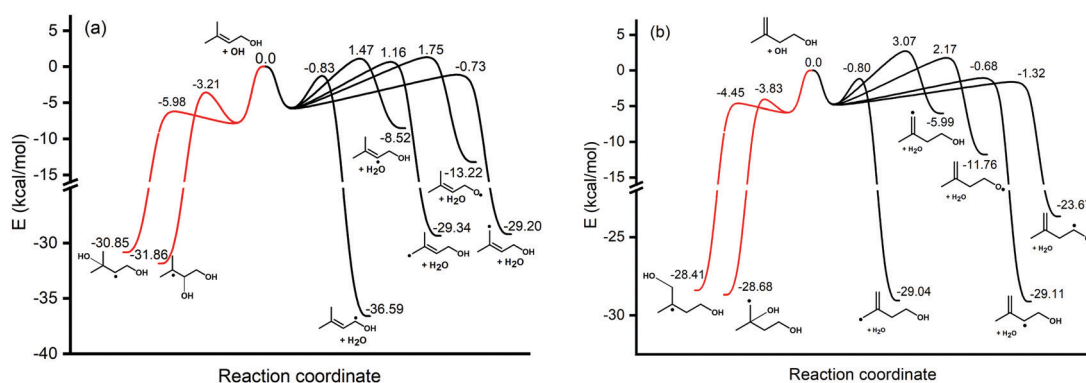 (a)
E (kcal/mol)
5
0
-5
-10
-15
-30
-35
-40
OH
+ OH
0.0
-3.21
-5.98
-0.83
1.47
1.16
1.75
-0.73
-8.52
OH
+ H₂O
-13.22
O•
+ H₂O
-30.85
HO
OH
-31.86
OH
OH
-29.34
OH
+ H₂O
-29.20
OH
+ H₂O
-36.59
OH
+ H₂O
Reaction coordinate
(b)
E (kcal/mol)
5
0
-5
-10
-15
-25
-30
OH
+ OH
0.0
-4.45
-3.83
-0.80
3.07
2.17
-0.68
-1.32
-5.99
OH
+ H₂O
-11.76
O•
+ H₂O
-23.67
+ H₂O
-28.41
HO
OH
-28.68
OH
OH
-29.04
OH
+ H₂O
-29.11
OH
+ H₂O
Reaction coordinate